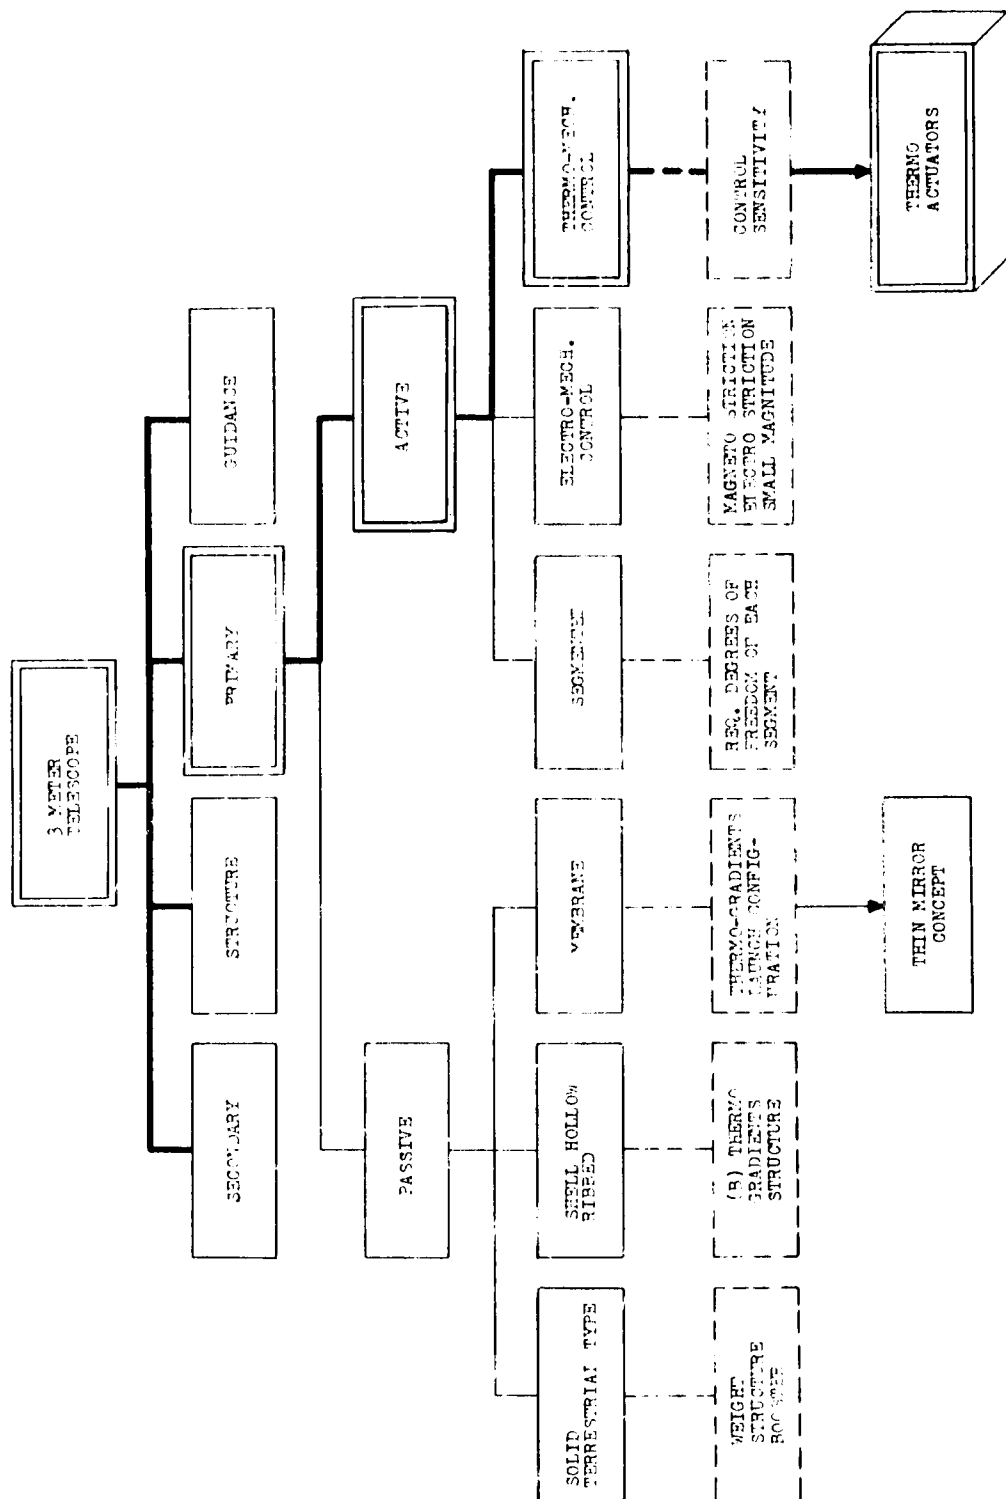 3 METER
TELESCOPE
SECONDARY
STRUCTURE
PRIMARY
GUIDANCE
PASSIVE
ACTIVE
SOLID
TERRESTRIAL TYPE
SHELL HOLLOW
RIBBED
MEMBRANE
SEGMENTED
ELECTRO-MECH.
CONTROL
THERMO-MECH.
CONTROL
WEIGHT
STRUCTURE
BOOSTER
(B) THERMO
GRADIENTS
STRUCTURE
THERMO-GRADIENTS
LAUNCH CONFIG-
URATION
REQ. DEGREES OF
FREEDOM OF EACH
SEGMENT
MAGNETO STRICTION
ELECTRO STRICTION
SMALL MAGNITUDE
CONTROL
SENSITIVITY
THIN MIRROR
CONCEPT
THERMO
ACTUATORS